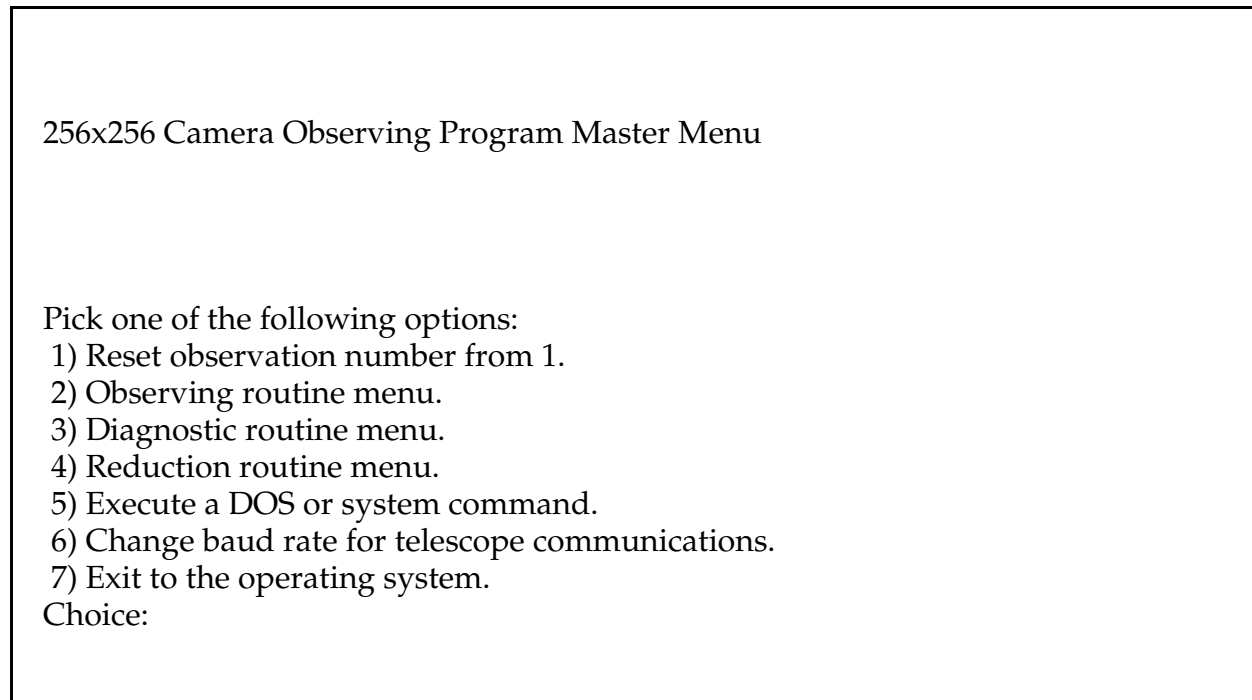 256x256 Camera Observing Program Master Menu
Pick one of the following options:
1) Reset observation number from 1.
2) Observing routine menu.
3) Diagnostic routine menu.
4) Reduction routine menu.
5) Execute a DOS or system command.
6) Change baud rate for telescope communications.
7) Exit to the operating system.
Choice: